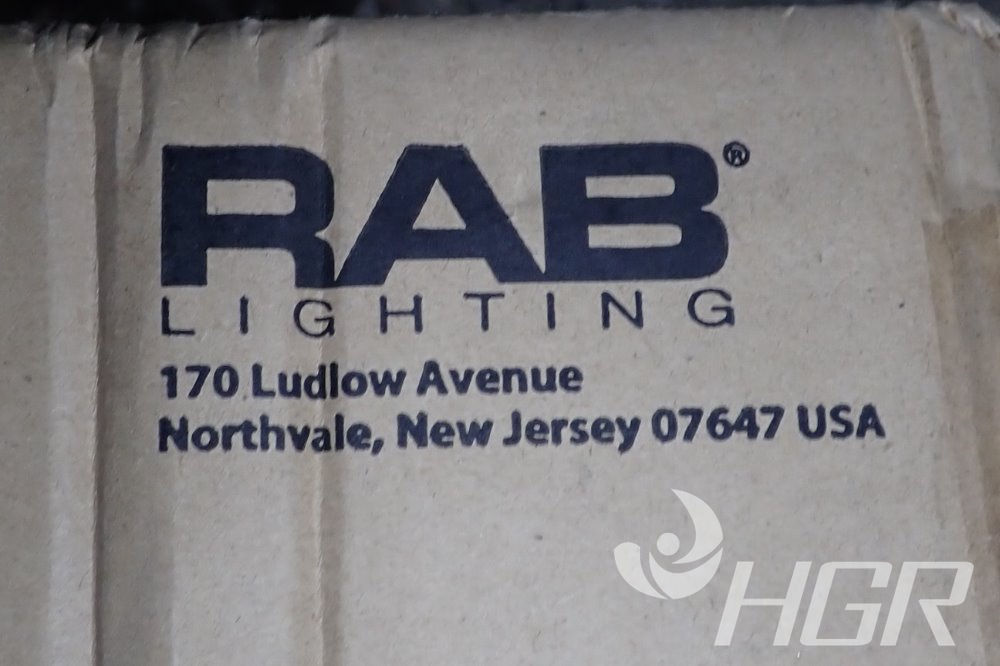 RAB®
LIGHTING
170 Ludlow Avenue
Northvale, New Jersey 07647 USA
HGR